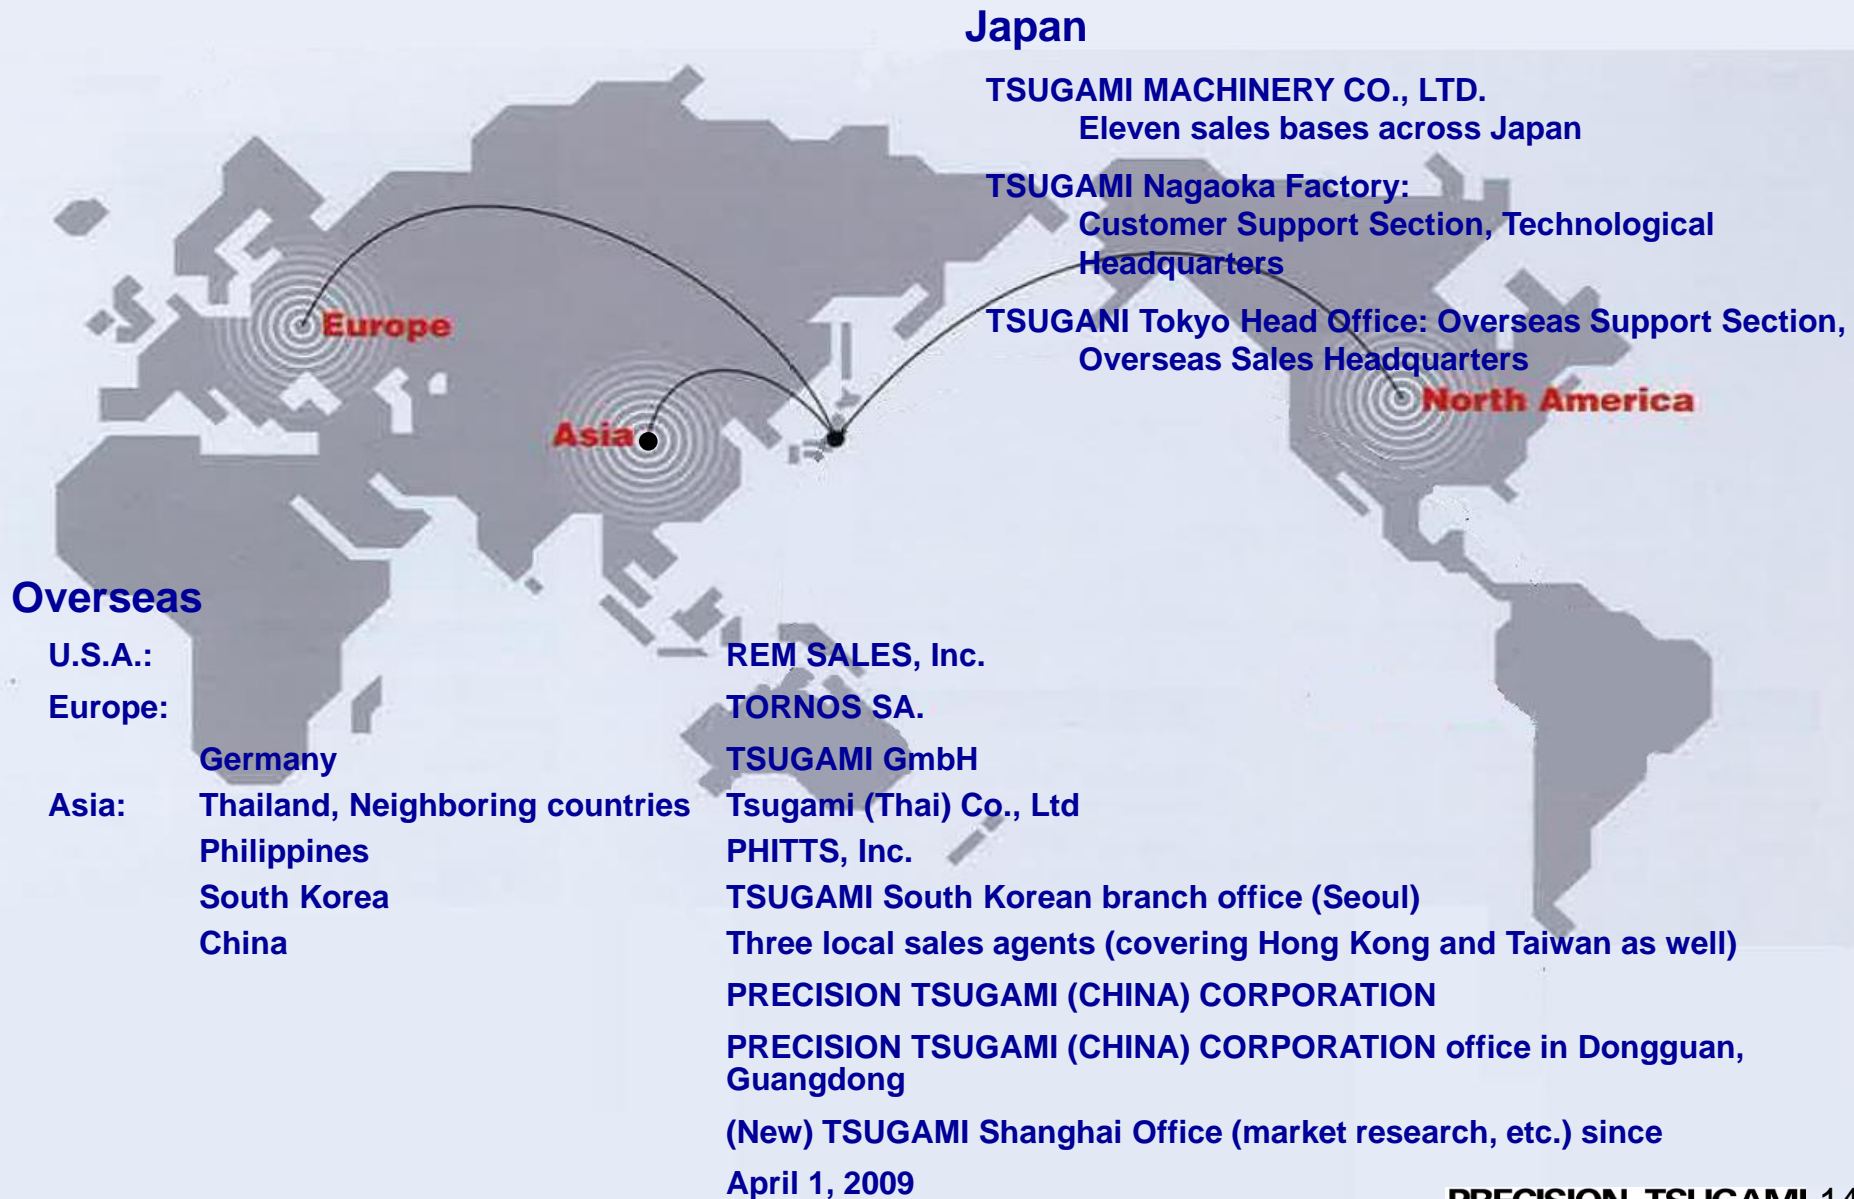 Japan
TSUGAMI MACHINERY CO., LTD.
Eleven sales bases across Japan
TSUGAMI Nagaoka Factory:
Customer Support Section, Technological
Headquarters
TSUGANI Tokyo Head Office: Overseas Support Section,
Overseas Sales Headquarters
Europe
Asia
North America
Overseas
U.S.A.: REM SALES, Inc.
Europe: TORNOS SA.
Germany TSUGAMI GmbH
Asia: Thailand, Neighboring countries Tsugami (Thai) Co., Ltd
Philippines PHITTS, Inc.
South Korea TSUGAMI South Korean branch office (Seoul)
China Three local sales agents (covering Hong Kong and Taiwan as well)
PRECISION TSUGAMI (CHINA) CORPORATION
PRECISION TSUGAMI (CHINA) CORPORATION office in Dongguan,
Guangdong
(New) TSUGAMI Shanghai Office (market research, etc.) since
April 1, 2009
PRECISION TSUGAMI 14